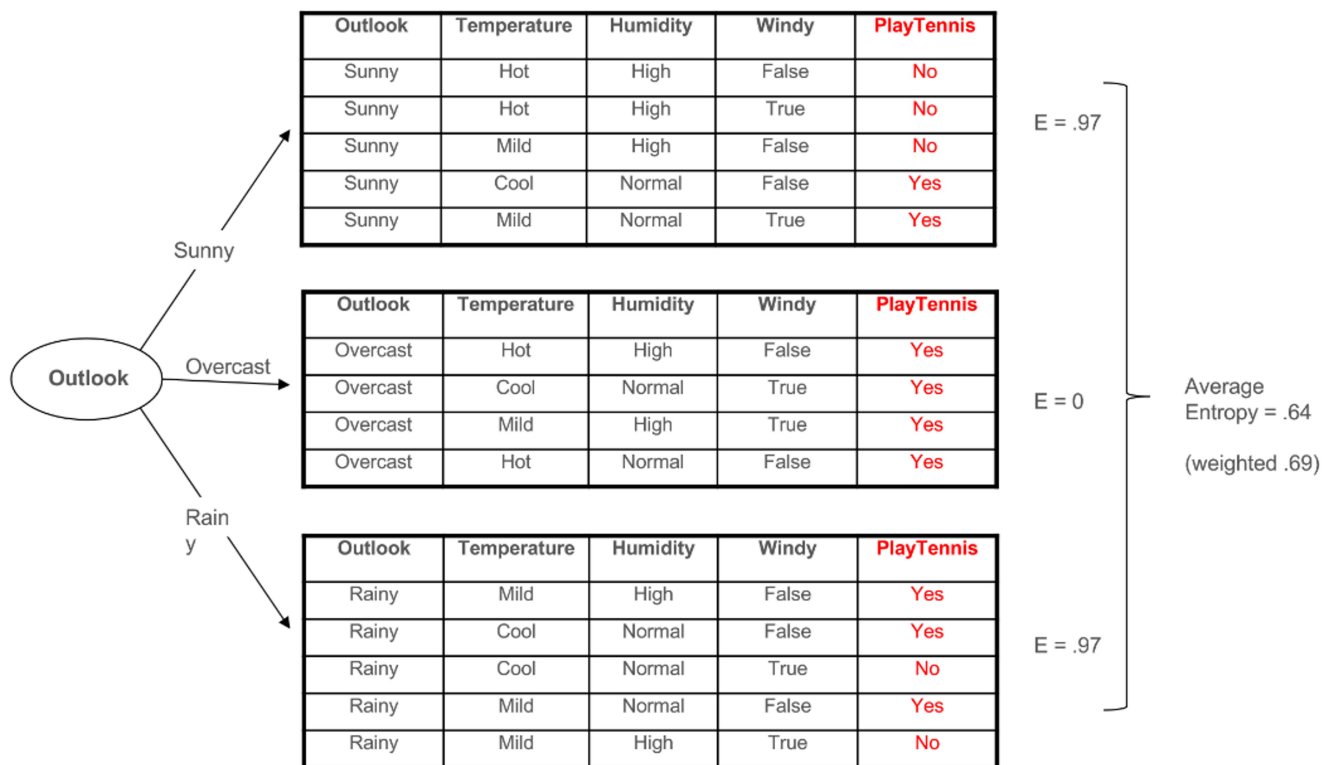 Outlook Temperature Humidity Windy PlayTennis
Sunny Hot High False No
Sunny Hot High True No
Sunny Mild High False No
Sunny Cool Normal False Yes
Sunny Mild Normal True Yes
E = .97
Sunny
Outlook Temperature Humidity Windy PlayTennis
Overcast Hot High False Yes
Overcast Cool Normal True Yes
Overcast Mild High True Yes
Overcast Hot Normal False Yes
E = 0
Outlook
Overcast
Average
Entropy = .64
(weighted .69)
Rain
y
Outlook Temperature Humidity Windy PlayTennis
Rainy Mild High False Yes
Rainy Cool Normal False Yes
Rainy Cool Normal True No
Rainy Mild Normal False Yes
Rainy Mild High True No
E = .97